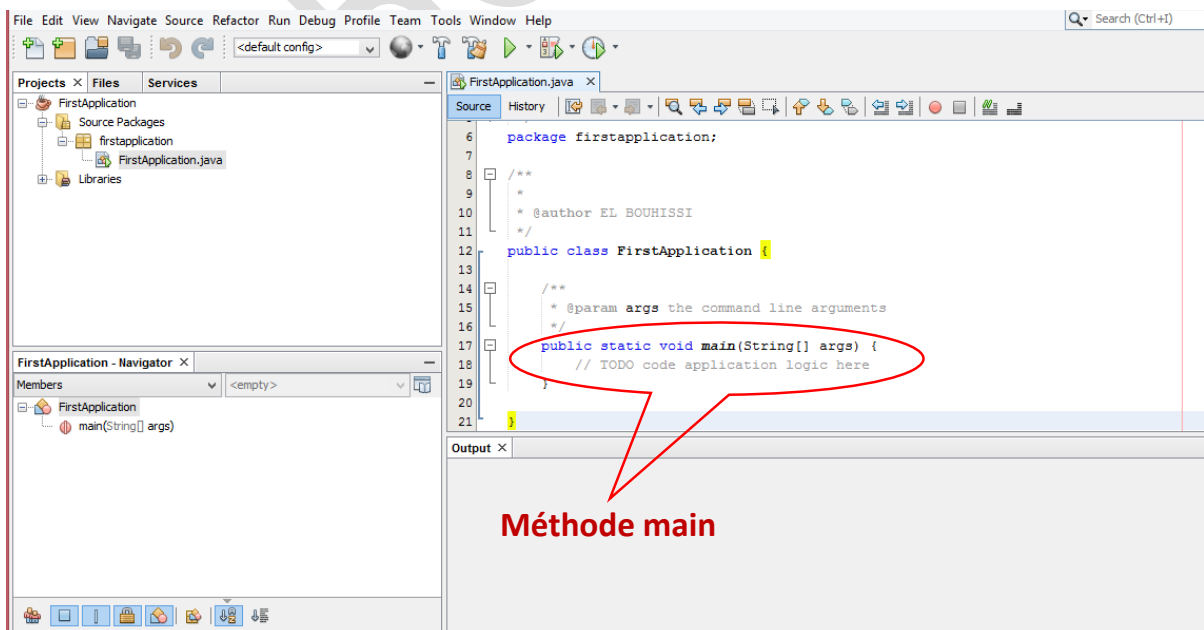 File Edit View Navigate Source Refactor Run Debug Profile Team Tools Window Help
Search (Ctrl+I)
<default config>
Projects Files Services
FirstApplication
Source Packages
firstapplication
FirstApplication.java
Libraries
FirstApplication.java
Source History
6 package firstapplication;
7
8 /**
9 *
10 * @author EL BOUHISSI
11 */
12 public class FirstApplication {
13
14 /**
15 * @param args the command line arguments
16 */
17 public static void main(String[] args) {
18 // TODO code application logic here
19 }
20
21 }
FirstApplication - Navigator
Members <empty>
FirstApplication
main(String[] args)
Output
Méthode main